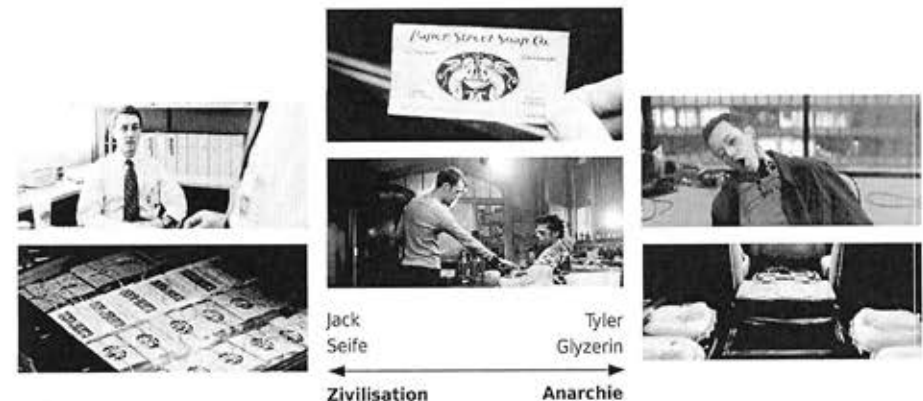 Paper Street Soap Co.
Jack Tyler
Seife Glyzerin
Zivilisation Anarchie